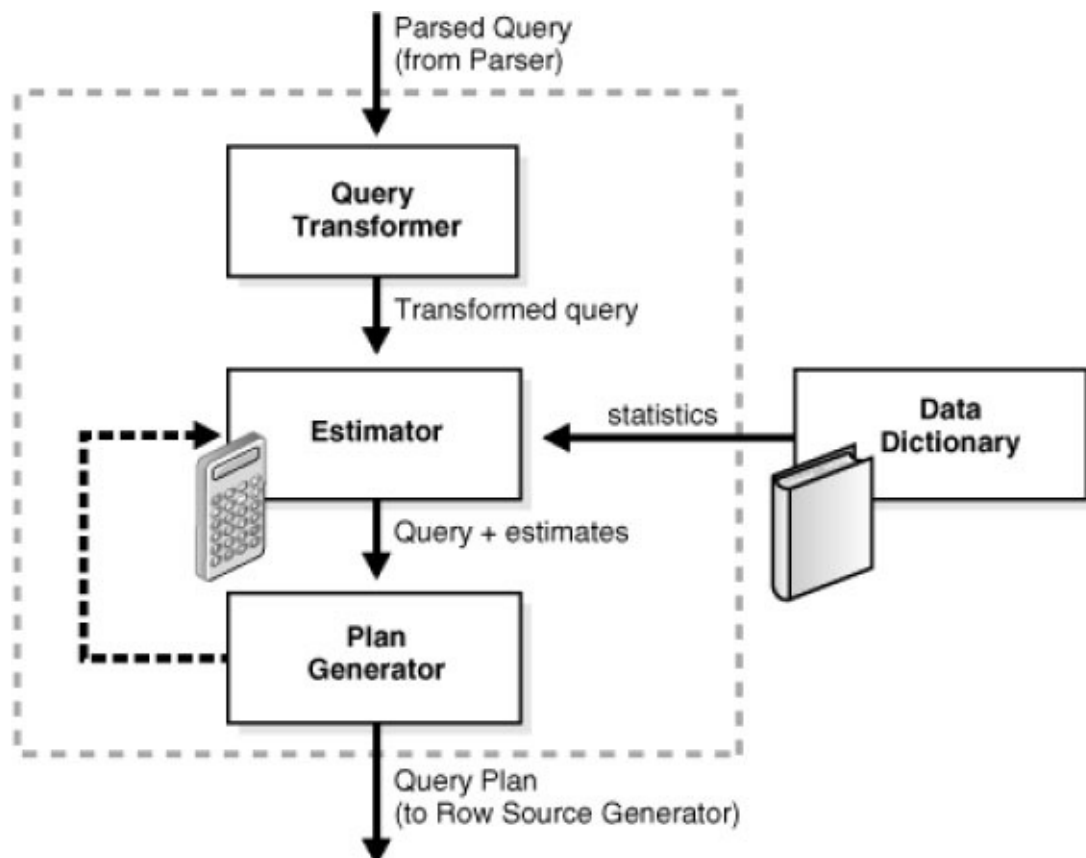 Parsed Query
(from Parser)
Query
Transformer
Transformed query
Estimator
statistics
Data
Dictionary
Query + estimates
Plan
Generator
Query Plan
(to Row Source Generator)